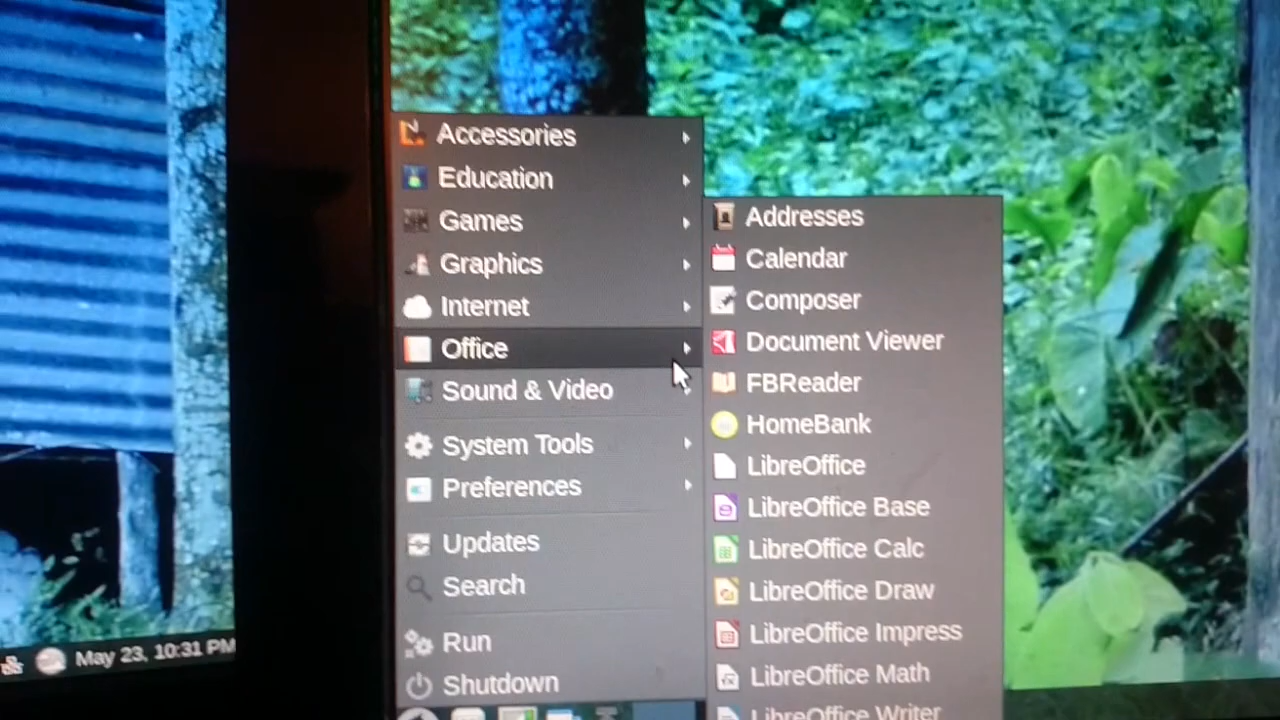 Accessories
Education
Games
Graphics
Internet
Office
Sound & Video
System Tools
Preferences
Updates
Search
Run
Shutdown
Addresses
Calendar
Composer
Document Viewer
FBReader
HomeBank
LibreOffice
LibreOffice Base
LibreOffice Calc
LibreOffice Draw
LibreOffice Impress
LibreOffice Math
LibreOffice Writer
May 23, 10:31 PM